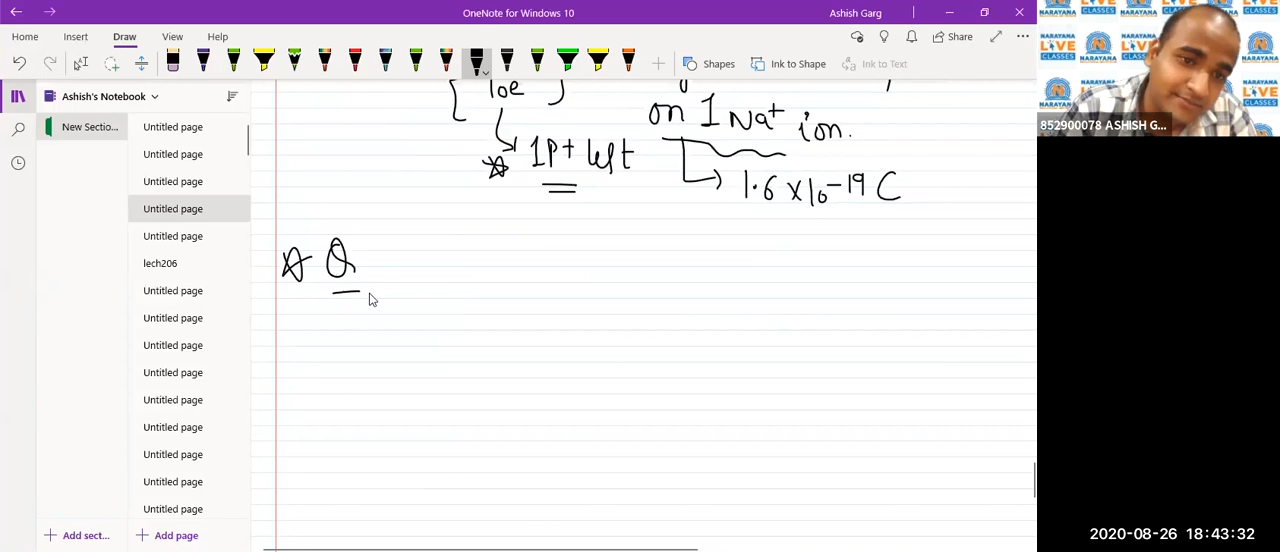 OneNote for Windows 10
Ashish Garg
Home Insert Draw View Help
Share
Shapes Ink to Shape Ink to Text
Ashish's Notebook
New Sectio...
Untitled page
Untitled page
Untitled page
Untitled page
Untitled page
lech206
Untitled page
Untitled page
Untitled page
Untitled page
Untitled page
Untitled page
Untitled page
Untitled page
Untitled page
Add sect...
Add page
10e
on 1 Na+ ion.
1P+ left
1.6 x 10-19 C
Q
NARAYANA
LIVE
CLASSES
852900078 ASHISH G...
2020-08-26 18:43:32